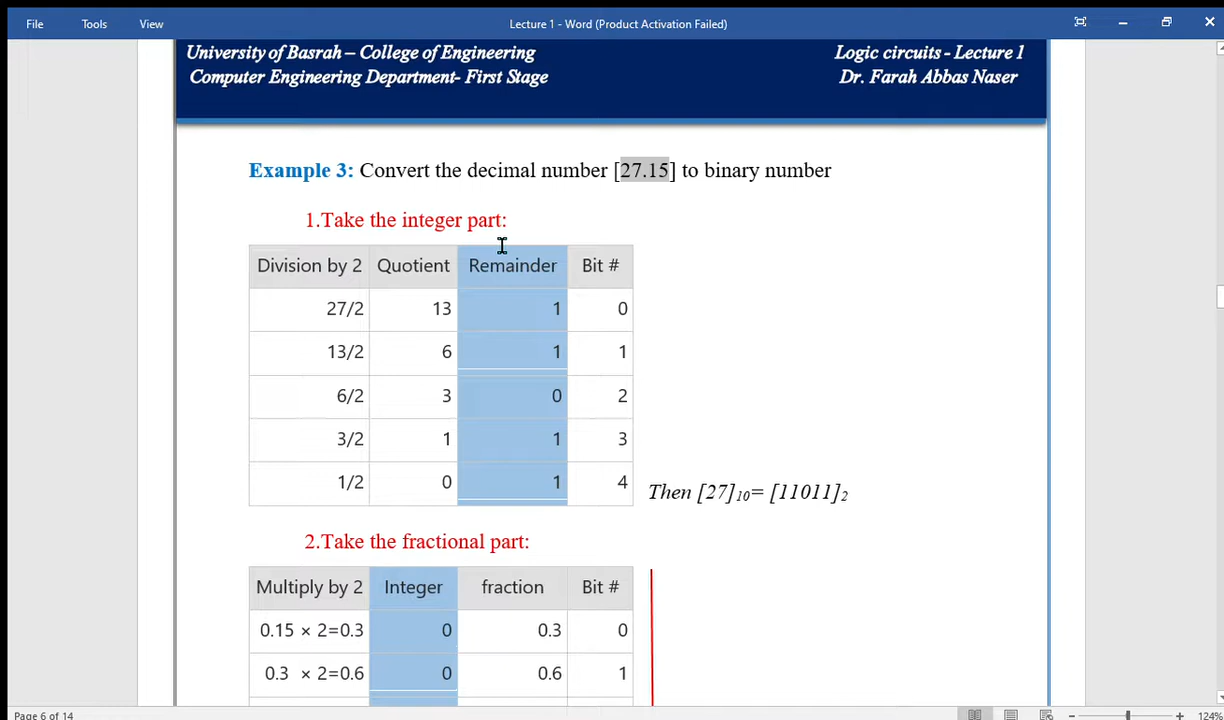 File Tools View Lecture 1 - Word (Product Activation Failed)
University of Basrah – College of Engineering Logic circuits - Lecture 1
Computer Engineering Department- First Stage Dr. Farah Abbas Naser
Example 3: Convert the decimal number [27.15] to binary number
1.Take the integer part:
Division by 2 Quotient Remainder Bit #
27/2 13 1 0
13/2 6 1 1
6/2 3 0 2
3/2 1 1 3
1/2 0 1 4
Then [27]10= [11011]2
2.Take the fractional part:
Multiply by 2 Integer fraction Bit #
0.15 × 2=0.3 0 0.3 0
0.3 × 2=0.6 0 0.6 1
Page 6 of 14 124%